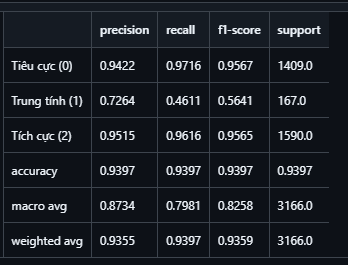 precision recall f1-score support
Tiêu cực (0) 0.9422 0.9716 0.9567 1409.0
Trung tính (1) 0.7264 0.4611 0.5641 167.0
Tích cực (2) 0.9515 0.9616 0.9565 1590.0
accuracy 0.9397 0.9397 0.9397 0.9397
macro avg 0.8734 0.7981 0.8258 3166.0
weighted avg 0.9355 0.9397 0.9359 3166.0